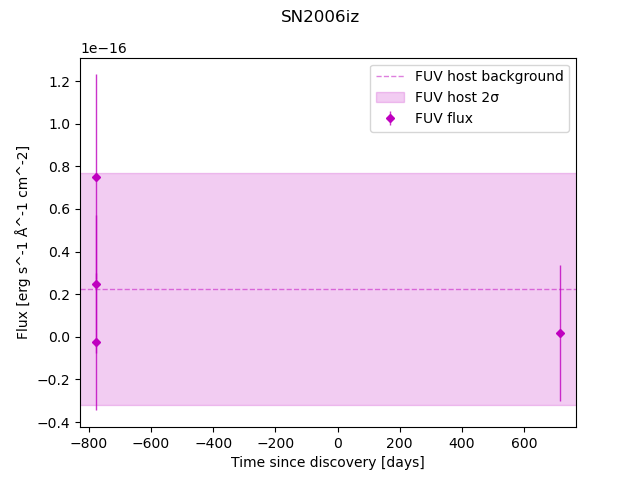 SN2006iz
1e−16
FUV host background
FUV host 2σ
FUV flux
1.2
1.0
0.8
0.6
0.4
0.2
0.0
−0.2
−0.4
Flux [erg s^-1 Å^-1 cm^-2]
−800 −600 −400 −200 0 200 400 600
Time since discovery [days]